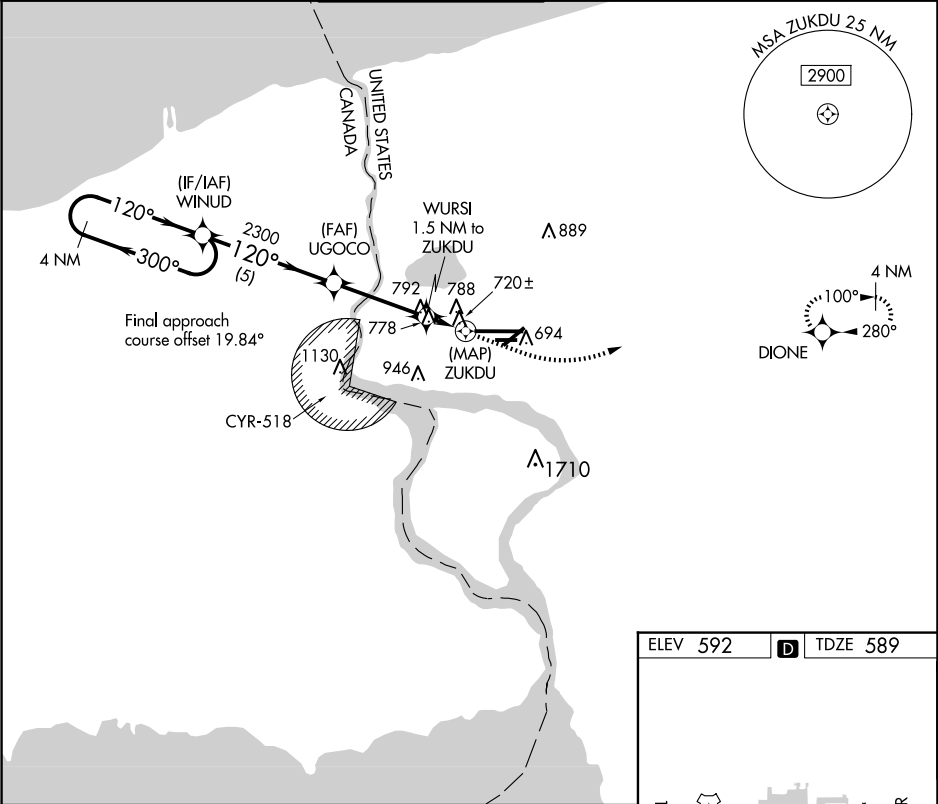 MSA ZUKDU 25 NM
2900
UNITED STATES
CANADA
(IF/IAF)
WINUD
120°
300°
4 NM
2300
120°
(5)
(FAF)
UGOCO
WURSI
1.5 NM to
ZUKDU
889
792
788
720±
778
694
(MAP)
ZUKDU
Final approach
course offset 19.84°
1130
946
CYR-518
1710
4 NM
100°
280°
DIONE
ELEV 592
D
TDZE 589